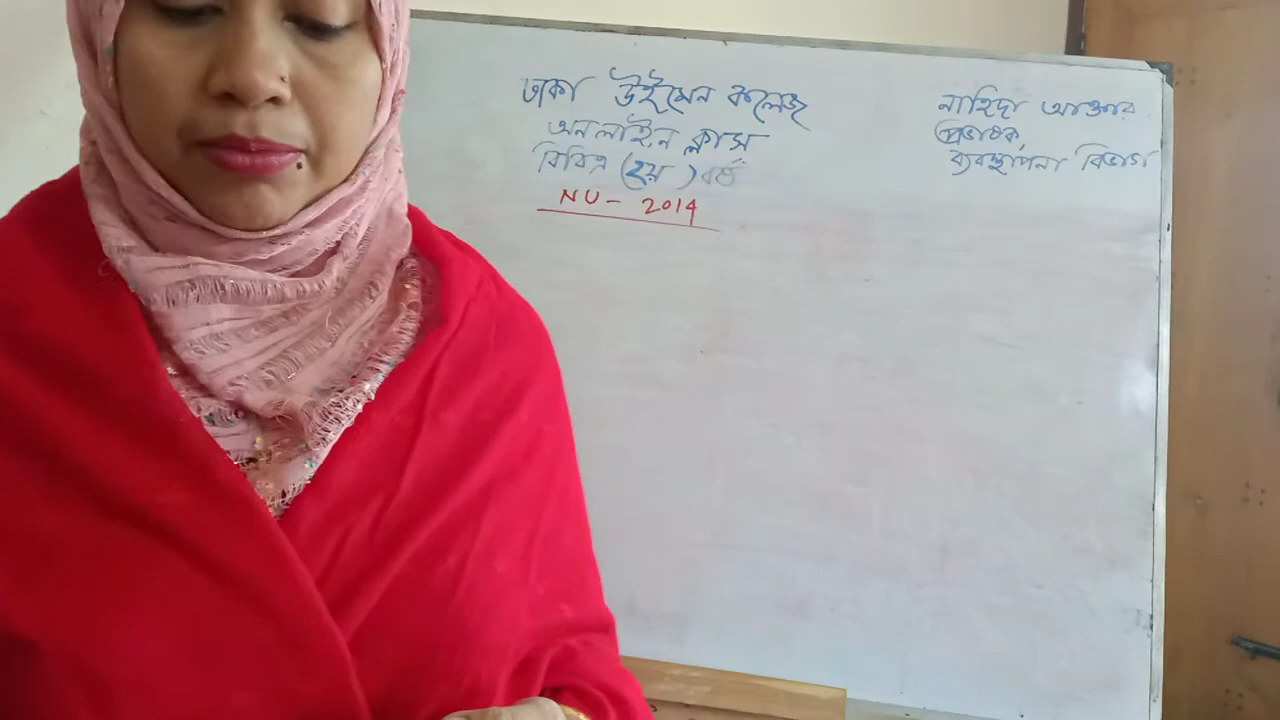 ঢাকা উইমেন কলেজ
অনলাইন ক্লাস
বিবিএ (২য়) বর্ষ
NU - 2014
নাহিদা আক্তার
প্রভাষক,
ব্যবস্থাপনা বিভাগ